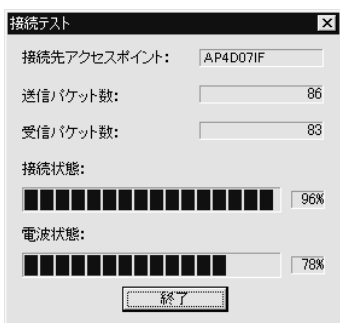 接続テスト
接続先アクセスポイント: AP4D07IF
送信パケット数: 86
受信パケット数: 83
接続状態:
96%
電波状態:
78%
終了